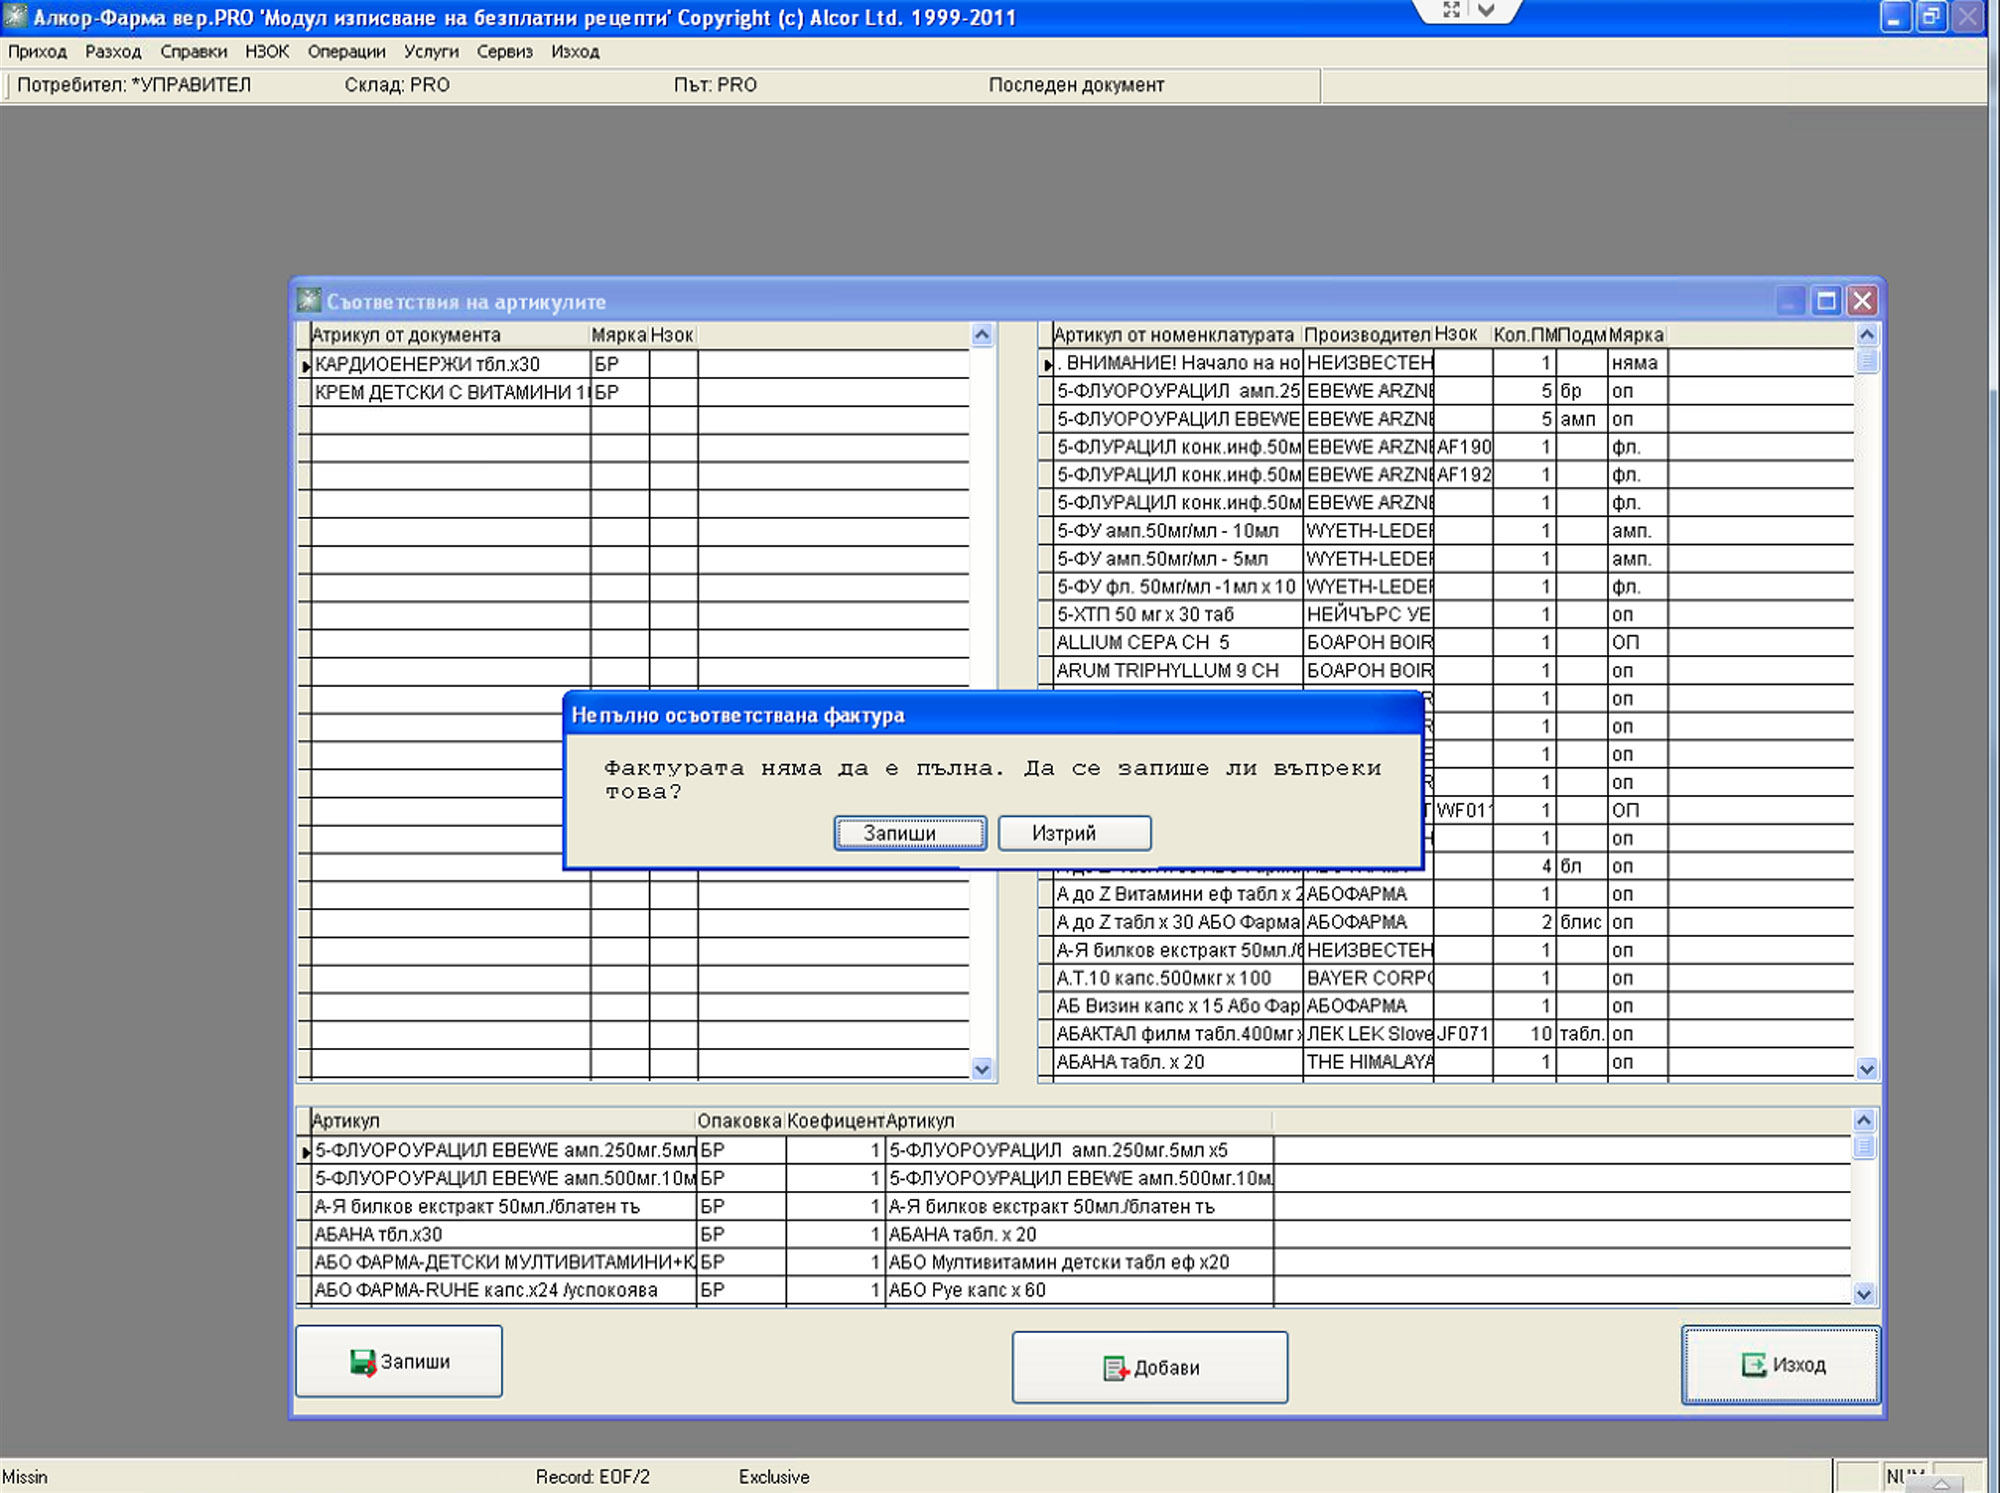 Алкор-Фарма вер.PRO 'Модул изписване на безплатни рецепти' Copyright (c) Alcor Ltd. 1999-2011
Приход Разход Справки НЗОК Операции Услуги Сервиз Изход
Потребител: *УПРАВИТЕЛ Склад: PRO Път: PRO Последен документ
Съответствия на артикулите
Атрикул от документа Мярка Нзок
КАРДИОЕНЕРЖИ тбл.х30 БР
КРЕМ ДЕТСКИ С ВИТАМИНИ 1 БР
Артикул от номенклатурата Производител Нзок Кол.ПМ Подм Мярка
. ВНИМАНИЕ! Начало на но НЕИЗВЕСТЕН 1 няма
5-ФЛУОРОУРАЦИЛ амп.25 EBEWE ARZNE 5 бр оп
5-ФЛУОРОУРАЦИЛ EBEWE EBEWE ARZNE 5 амп оп
5-ФЛУРАЦИЛ конк.инф.50м EBEWE ARZNE AF190 1 фл.
5-ФЛУРАЦИЛ конк.инф.50м EBEWE ARZNE AF192 1 фл.
5-ФЛУРАЦИЛ конк.инф.50м EBEWE ARZNE 1 фл.
5-ФУ амп.50мг/мл - 10мл WYETH-LEDER 1 амп.
5-ФУ амп.50мг/мл - 5мл WYETH-LEDER 1 амп.
5-ФУ фл. 50мг/мл -1мл х 10 WYETH-LEDER 1 фл.
5-ХТП 50 мг х 30 таб НЕЙЧЪРС УЕ 1 оп
ALLIUM CEPA CH 5 БОАРОН BOIR 1 ОП
ARUM TRIPHYLLUM 9 CH БОАРОН BOIR 1 оп
1 оп
1 оп
1 оп
1 оп
WF011 1 ОП
1 оп
4 бл оп
А до Z Витамини еф табл х 2 АБОФАРМА 1 оп
А до Z табл х 30 АБО Фарма АБОФАРМА 2 блис оп
А-Я билков екстракт 50мл./б НЕИЗВЕСТЕН 1 оп
А.Т.10 капс.500мкг х 100 BAYER CORPO 1 оп
АБ Визин капс х 15 Або Фар АБОФАРМА 1 оп
АБАКТАЛ филм табл.400мг х ЛЕК LEK Slove JF071 10 табл. оп
АБАНА табл. х 20 THE HIMALAYA 1 оп
Непълно осъответствана фактура
Фактурата няма да е пълна. Да се запише ли въпреки
това?
Запиши Изтрий
Артикул Опаковка Коефицент Артикул
5-ФЛУОРОУРАЦИЛ EBEWE амп.250мг.5мл БР 1 5-ФЛУОРОУРАЦИЛ амп.250мг.5мл х5
5-ФЛУОРОУРАЦИЛ EBEWE амп.500мг.10м БР 1 5-ФЛУОРОУРАЦИЛ EBEWE амп.500мг.10м
А-Я билков екстракт 50мл./блатен тъ БР 1 А-Я билков екстракт 50мл./блатен тъ
АБАНА тбл.х30 БР 1 АБАНА табл. х 20
АБО ФАРМА-ДЕТСКИ МУЛТИВИТАМИНИ+К БР 1 АБО Мултивитамин детски табл еф х20
АБО ФАРМА-RUHE капс.х24 /успокоява БР 1 АБО Руе капс х 60
Запиши Добави Изход
Missin Record: EOF/2 Exclusive NUM